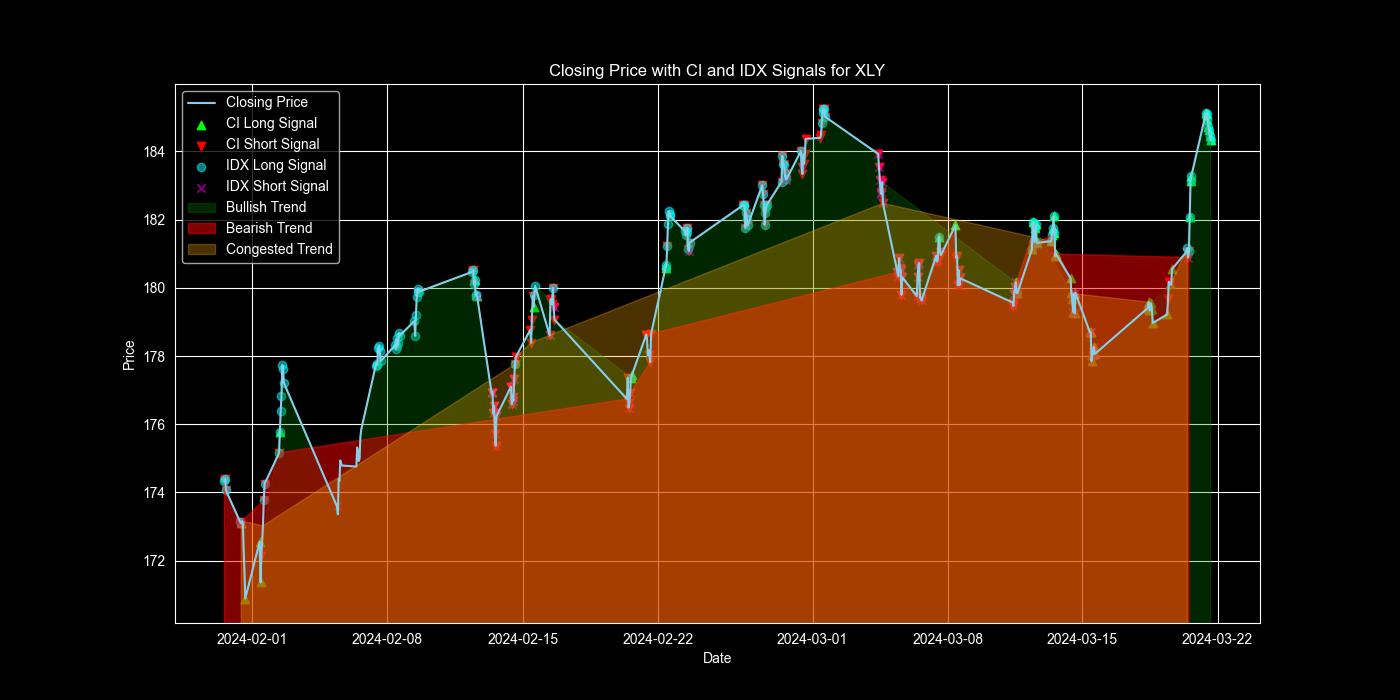 Closing Price with CI and IDX Signals for XLY
Closing Price
CI Long Signal
CI Short Signal
IDX Long Signal
IDX Short Signal
Bullish Trend
Bearish Trend
Congested Trend
184
182
180
178
176
174
172
Price
2024-02-01 2024-02-08 2024-02-15 2024-02-22 2024-03-01 2024-03-08 2024-03-15 2024-03-22
Date